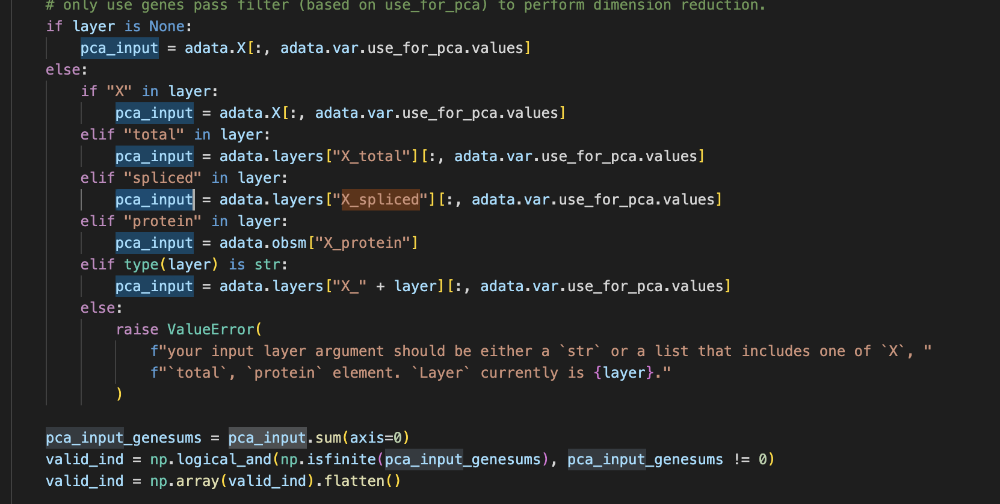 # only use genes pass filter (based on use_for_pca) to perform dimension reduction.
if layer is None:
    pca_input = adata.X[:, adata.var.use_for_pca.values]
else:
    if "X" in layer:
        pca_input = adata.X[:, adata.var.use_for_pca.values]
    elif "total" in layer:
        pca_input = adata.layers["X_total"][:, adata.var.use_for_pca.values]
    elif "spliced" in layer:
        pca_input = adata.layers["X_spliced"][:, adata.var.use_for_pca.values]
    elif "protein" in layer:
        pca_input = adata.obsm["X_protein"]
    elif type(layer) is str:
        pca_input = adata.layers["X_" + layer][:, adata.var.use_for_pca.values]
    else:
        raise ValueError(
            f"your input layer argument should be either a `str` or a list that includes one of `X`, "
            f"`total`, `protein` element. `Layer` currently is {layer}."
        )
pca_input_genesums = pca_input.sum(axis=0)
valid_ind = np.logical_and(np.isfinite(pca_input_genesums), pca_input_genesums != 0)
valid_ind = np.array(valid_ind).flatten()